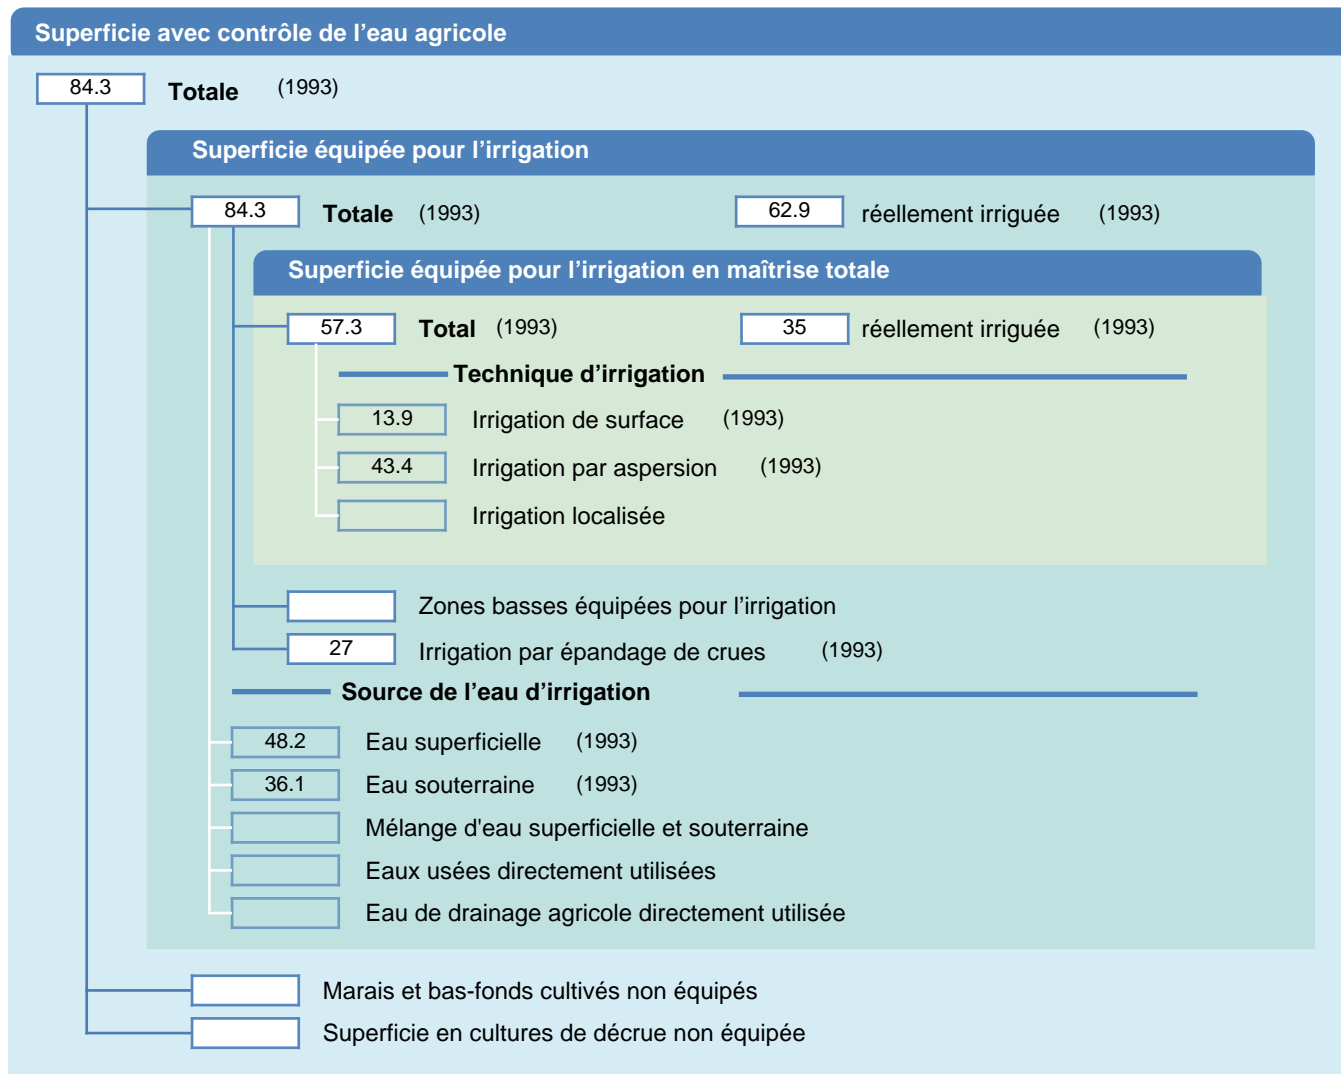 Superficie avec contrôle de l’eau agricole
84.3 Totale (1993)
Superficie équipée pour l’irrigation
84.3 Totale (1993) 62.9 réellement irriguée (1993)
Superficie équipée pour l’irrigation en maîtrise totale
57.3 Total (1993) 35 réellement irriguée (1993)
Technique d’irrigation
13.9 Irrigation de surface (1993)
43.4 Irrigation par aspersion (1993)
Irrigation localisée
Zones basses équipées pour l’irrigation
27 Irrigation par épandage de crues (1993)
Source de l’eau d’irrigation
48.2 Eau superficielle (1993)
36.1 Eau souterraine (1993)
Mélange d'eau superficielle et souterraine
Eaux usées directement utilisées
Eau de drainage agricole directement utilisée
Marais et bas-fonds cultivés non équipés
Superficie en cultures de décrue non équipée